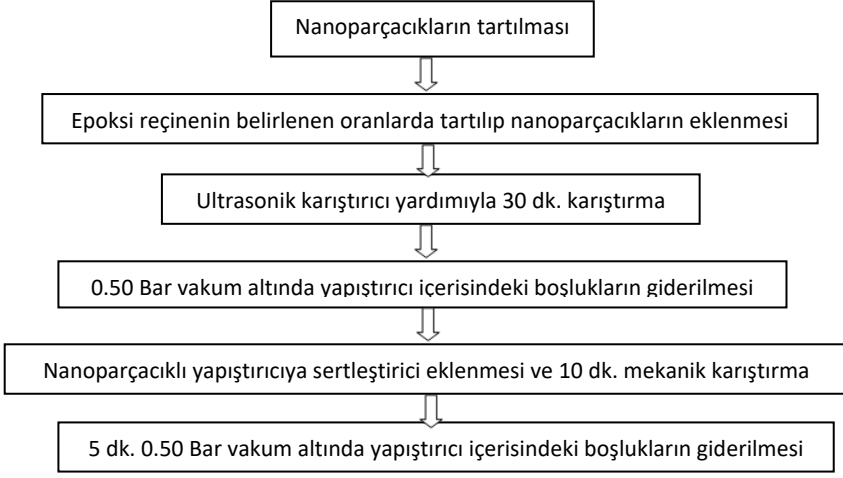 Nanoparçacıkların tartılması
Epoksi reçinenin belirlenen oranlarda tartılıp nanoparçacıkların eklenmesi
Ultrasonik karıştırıcı yardımıyla 30 dk. karıştırma
0.50 Bar vakum altında yapıştırıcı içerisindeki boşlukların giderilmesi
Nanoparçacıklı yapıştırıcıya sertleştirici eklenmesi ve 10 dk. mekanik karıştırma
5 dk. 0.50 Bar vakum altında yapıştırıcı içerisindeki boşlukların giderilmesi